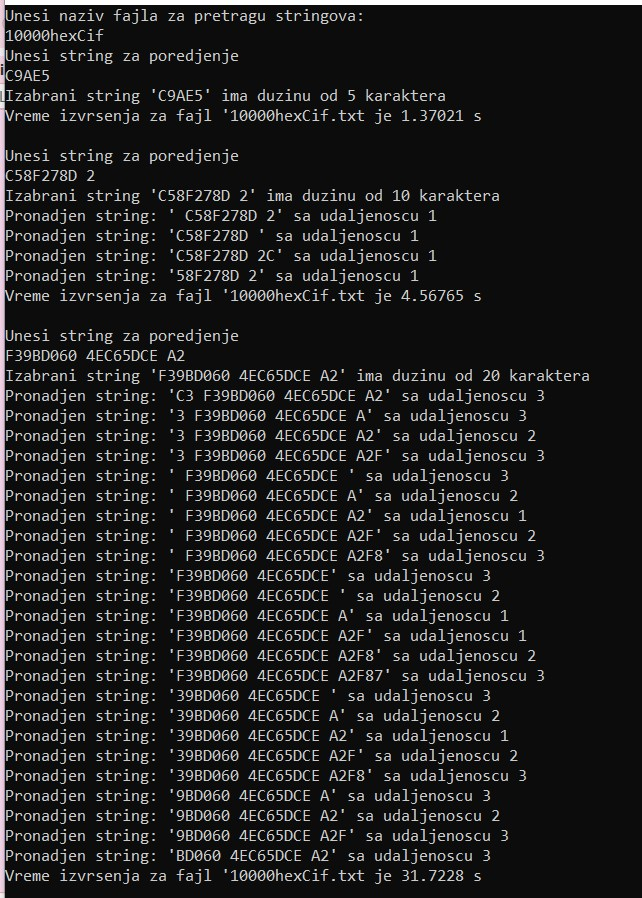 Unesi naziv fajla za pretragu stringova:
10000hexCif
Unesi string za poredjenje
C9AE5
Izabrani string 'C9AE5' ima duzinu od 5 karaktera
Vreme izvrsenja za fajl '10000hexCif.txt je 1.37021 s
Unesi string za poredjenje
C58F278D 2
Izabrani string 'C58F278D 2' ima duzinu od 10 karaktera
Pronadjen string: ' C58F278D 2' sa udaljenoscu 1
Pronadjen string: 'C58F278D ' sa udaljenoscu 1
Pronadjen string: 'C58F278D 2C' sa udaljenoscu 1
Pronadjen string: '58F278D 2' sa udaljenoscu 1
Vreme izvrsenja za fajl '10000hexCif.txt je 4.56765 s
Unesi string za poredjenje
F39BD060 4EC65DCE A2
Izabrani string 'F39BD060 4EC65DCE A2' ima duzinu od 20 karaktera
Pronadjen string: 'C3 F39BD060 4EC65DCE A2' sa udaljenoscu 3
Pronadjen string: '3 F39BD060 4EC65DCE A' sa udaljenoscu 3
Pronadjen string: '3 F39BD060 4EC65DCE A2' sa udaljenoscu 2
Pronadjen string: '3 F39BD060 4EC65DCE A2F' sa udaljenoscu 3
Pronadjen string: ' F39BD060 4EC65DCE ' sa udaljenoscu 3
Pronadjen string: ' F39BD060 4EC65DCE A' sa udaljenoscu 2
Pronadjen string: ' F39BD060 4EC65DCE A2' sa udaljenoscu 1
Pronadjen string: ' F39BD060 4EC65DCE A2F' sa udaljenoscu 2
Pronadjen string: ' F39BD060 4EC65DCE A2F8' sa udaljenoscu 3
Pronadjen string: 'F39BD060 4EC65DCE' sa udaljenoscu 3
Pronadjen string: 'F39BD060 4EC65DCE ' sa udaljenoscu 2
Pronadjen string: 'F39BD060 4EC65DCE A' sa udaljenoscu 1
Pronadjen string: 'F39BD060 4EC65DCE A2F' sa udaljenoscu 1
Pronadjen string: 'F39BD060 4EC65DCE A2F8' sa udaljenoscu 2
Pronadjen string: 'F39BD060 4EC65DCE A2F87' sa udaljenoscu 3
Pronadjen string: '39BD060 4EC65DCE ' sa udaljenoscu 3
Pronadjen string: '39BD060 4EC65DCE A' sa udaljenoscu 2
Pronadjen string: '39BD060 4EC65DCE A2' sa udaljenoscu 1
Pronadjen string: '39BD060 4EC65DCE A2F' sa udaljenoscu 2
Pronadjen string: '39BD060 4EC65DCE A2F8' sa udaljenoscu 3
Pronadjen string: '9BD060 4EC65DCE A' sa udaljenoscu 3
Pronadjen string: '9BD060 4EC65DCE A2' sa udaljenoscu 2
Pronadjen string: '9BD060 4EC65DCE A2F' sa udaljenoscu 3
Pronadjen string: 'BD060 4EC65DCE A2' sa udaljenoscu 3
Vreme izvrsenja za fajl '10000hexCif.txt je 31.7228 s